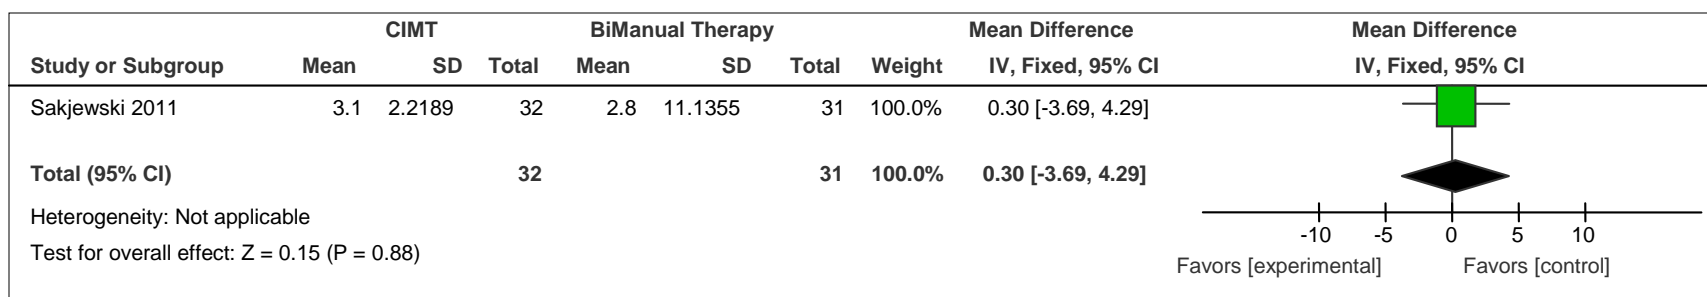 CIMT BiManual Therapy Mean Difference Mean Difference
Study or Subgroup Mean SD Total Mean SD Total Weight IV, Fixed, 95% CI IV, Fixed, 95% CI
Sakjewski 2011 3.1 2.2189 32 2.8 11.1355 31 100.0% 0.30 [-3.69, 4.29]
Total (95% CI) 32 31 100.0% 0.30 [-3.69, 4.29]
Heterogeneity: Not applicable
Test for overall effect: Z = 0.15 (P = 0.88)
-10 -5 0 5 10
Favors [experimental] Favors [control]